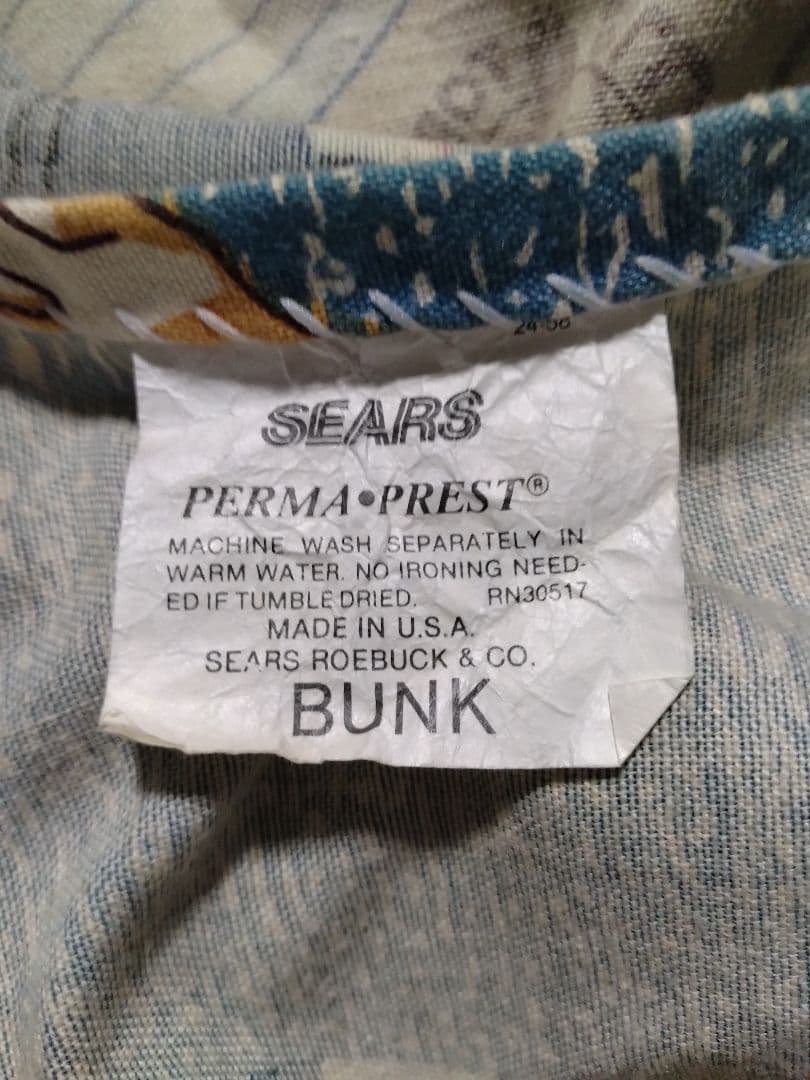 SEARS
PERMA•PREST®
MACHINE WASH SEPARATELY IN
WARM WATER. NO IRONING NEED-
ED IF TUMBLE DRIED. RN30517
MADE IN U.S.A.
SEARS ROEBUCK & CO.
BUNK